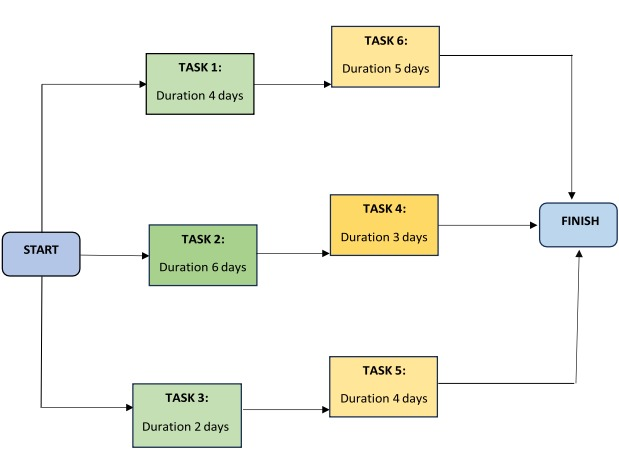 TASK 6:
Duration 5 days
TASK 1:
Duration 4 days
TASK 4:
Duration 3 days
FINISH
START
TASK 2:
Duration 6 days
TASK 5:
Duration 4 days
TASK 3:
Duration 2 days